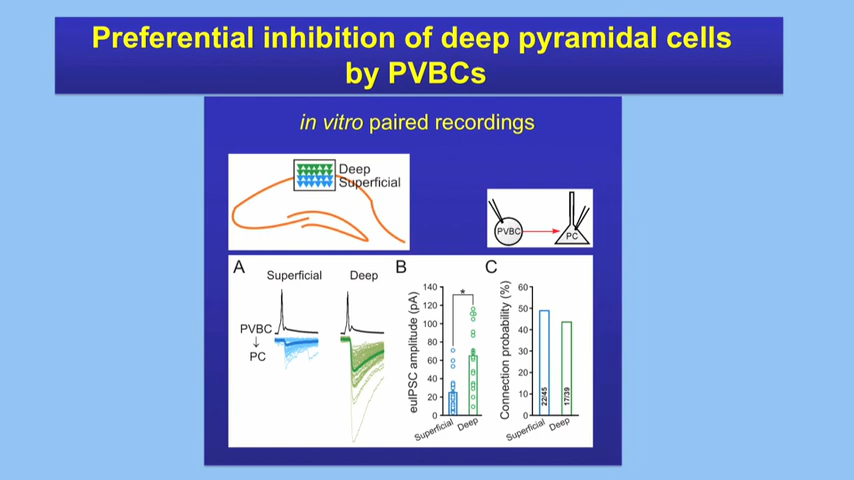 Preferential inhibition of deep pyramidal cells
by PVBCs
in vitro paired recordings
Deep
Superficial
PVBC
PC
A
Superficial
Deep
PVBC
↓
PC
B
euIPSC amplitude (pA)
140
120
100
80
60
40
20
0
*
Superficial
Deep
C
Connection probability (%)
60
50
40
30
20
10
0
22/45
17/39
Superficial
Deep